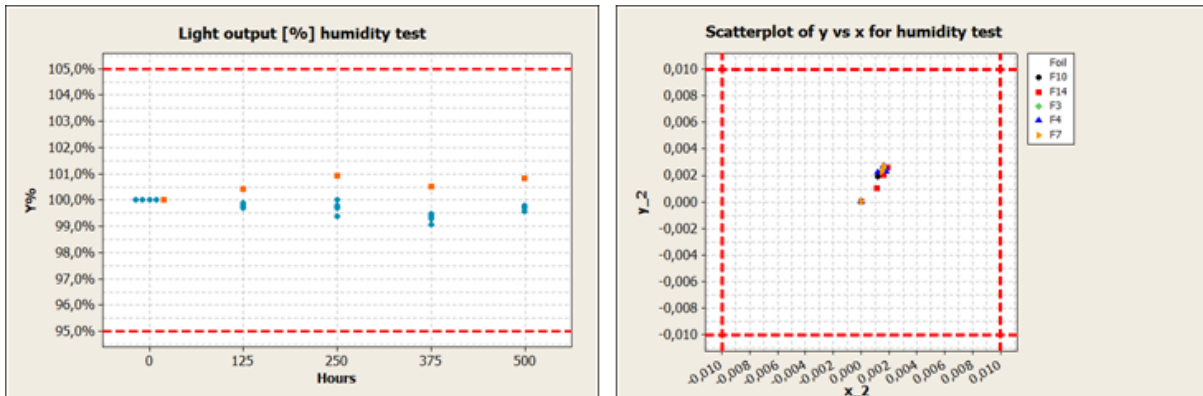 Light output [%] humidity test
105,0%
104,0%
103,0%
102,0%
101,0%
100,0%
99,0%
98,0%
97,0%
96,0%
95,0%
Y%
0 125 250 375 500
Hours
Scatterplot of y vs x for humidity test
0,010
0,008
0,006
0,004
0,002
0,000
-0,002
-0,004
-0,006
-0,008
-0,010
y_2
-0,010 -0,008 -0,006 -0,004 -0,002 0,000 0,002 0,004 0,006 0,008 0,010
x_2
Foil
F10
F14
F3
F4
F7